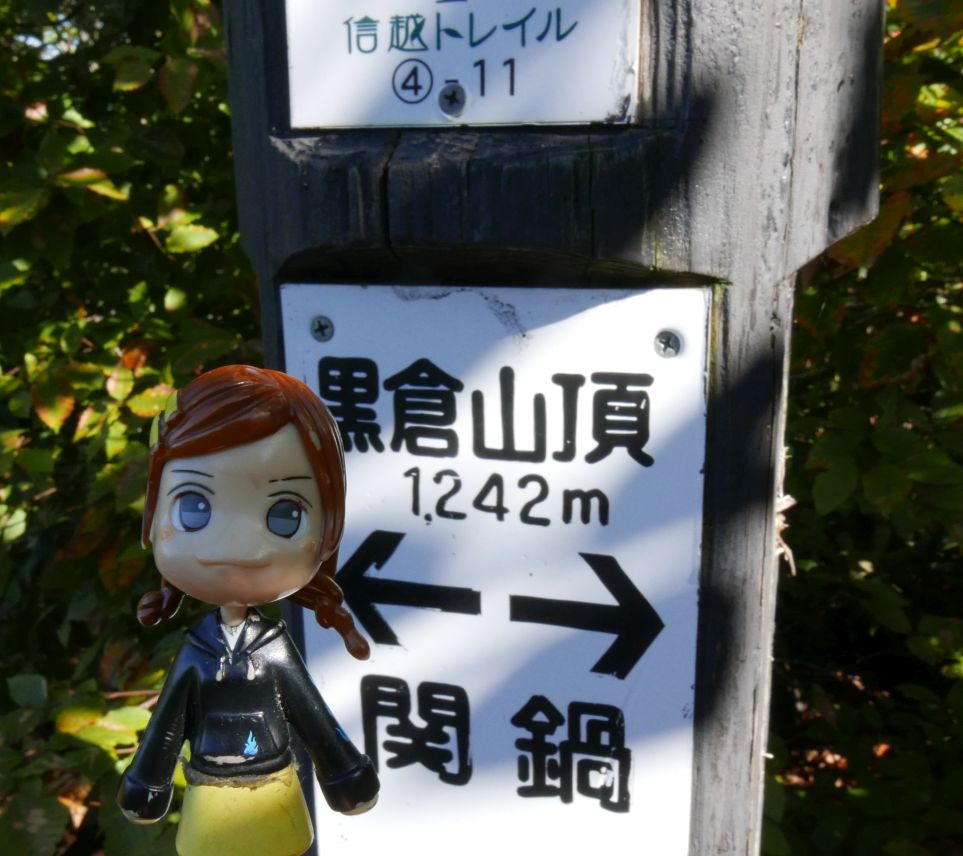 信越トレイル
④-11
黒倉山頂
1,242m
← →
関 鍋